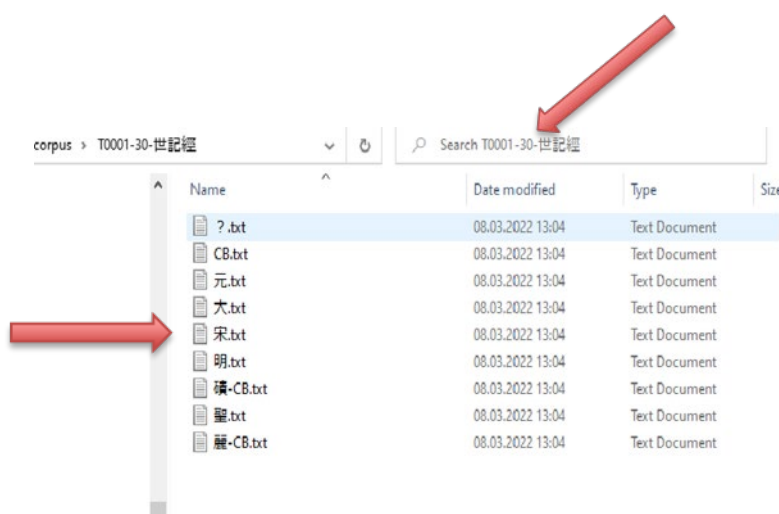 corpus › T0001-30-世記經
Search T0001-30-世記經
Name Date modified Type Size
？.txt 08.03.2022 13:04 Text Document
CB.txt 08.03.2022 13:04 Text Document
元.txt 08.03.2022 13:04 Text Document
大.txt 08.03.2022 13:04 Text Document
宋.txt 08.03.2022 13:04 Text Document
明.txt 08.03.2022 13:04 Text Document
磧-CB.txt 08.03.2022 13:04 Text Document
聖.txt 08.03.2022 13:04 Text Document
麗-CB.txt 08.03.2022 13:04 Text Document